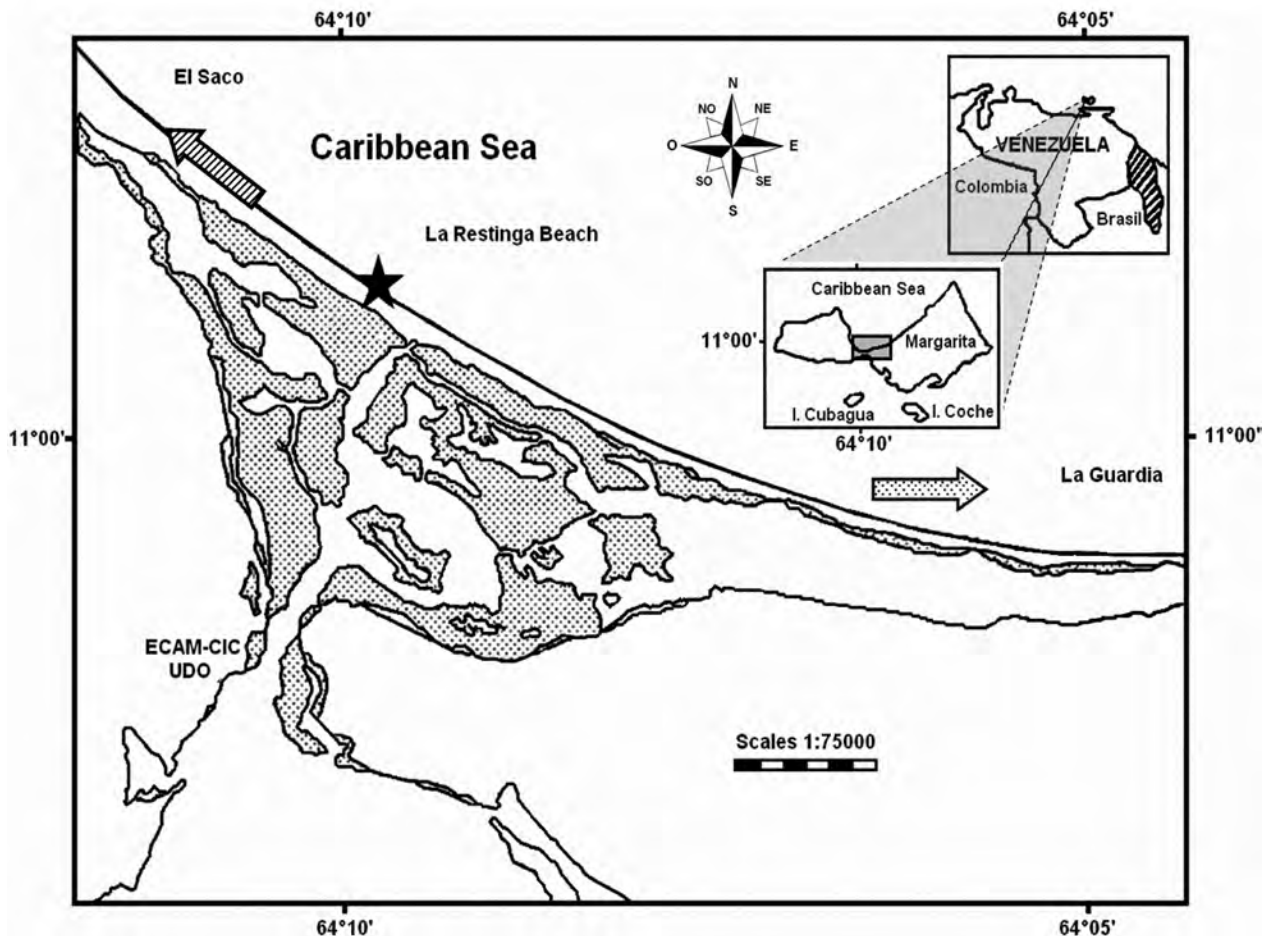 64°10'
64°05'
El Saco
Caribbean Sea
La Restinga Beach
N
NO
NE
O
E
SO
SE
S
VENEZUELA
Colombia
Brasil
Caribbean Sea
11°00'
Margarita
I. Cubagua
I. Coche
64°10'
11°00'
11°00'
La Guardia
ECAM-CIC
UDO
Scales 1:75000
64°10'
64°05'